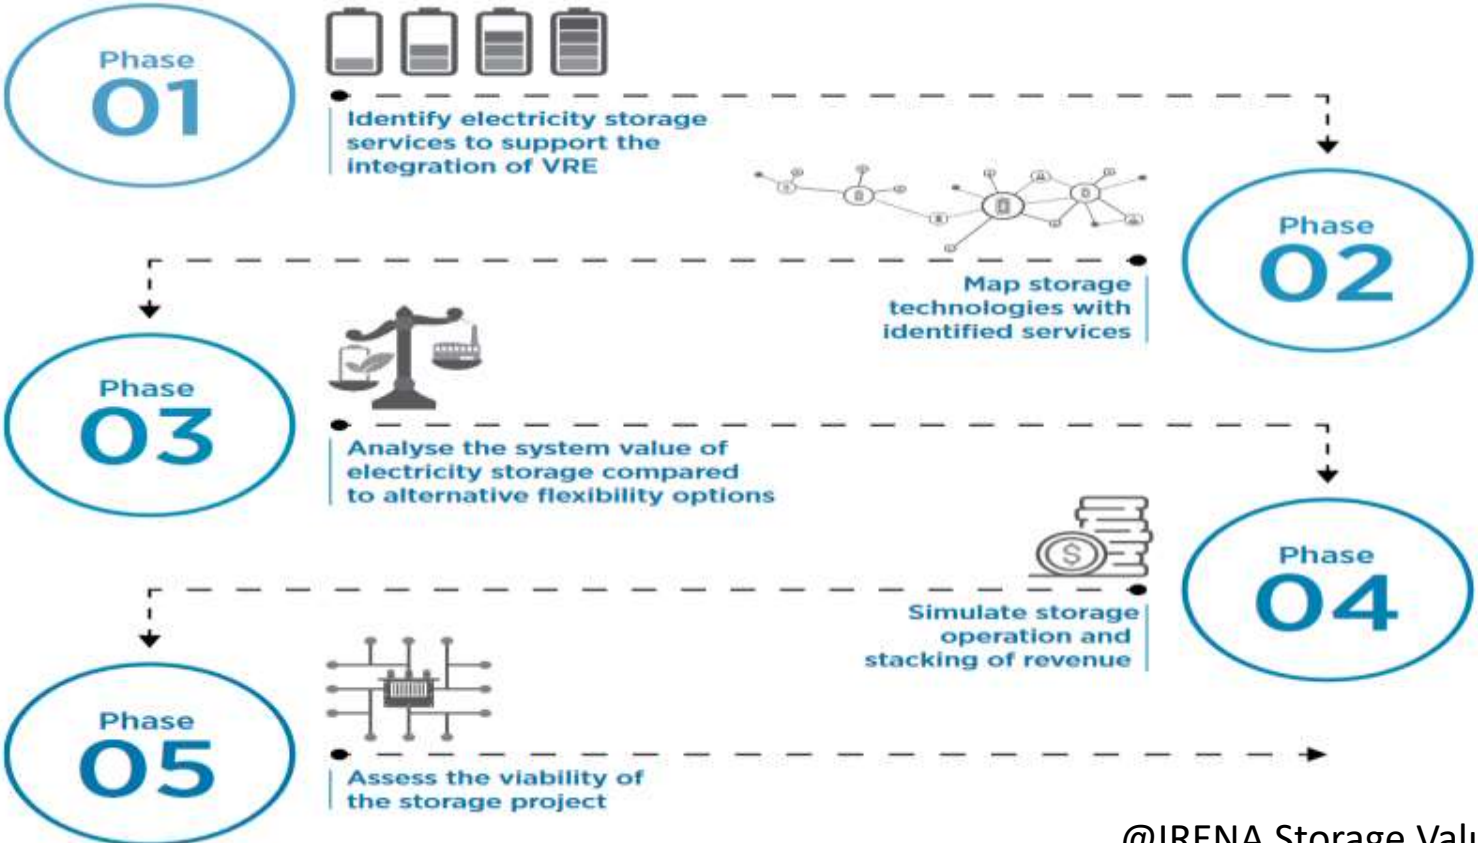 Phase
01
Identify electricity storage
services to support the
integration of VRE
Phase
02
Map storage
technologies with
identified services
Phase
03
Analyse the system value of
electricity storage compared
to alternative flexibility options
Phase
04
Simulate storage
operation and
stacking of revenue
Phase
05
Assess the viability of
the storage project
@IRENA Storage Valu